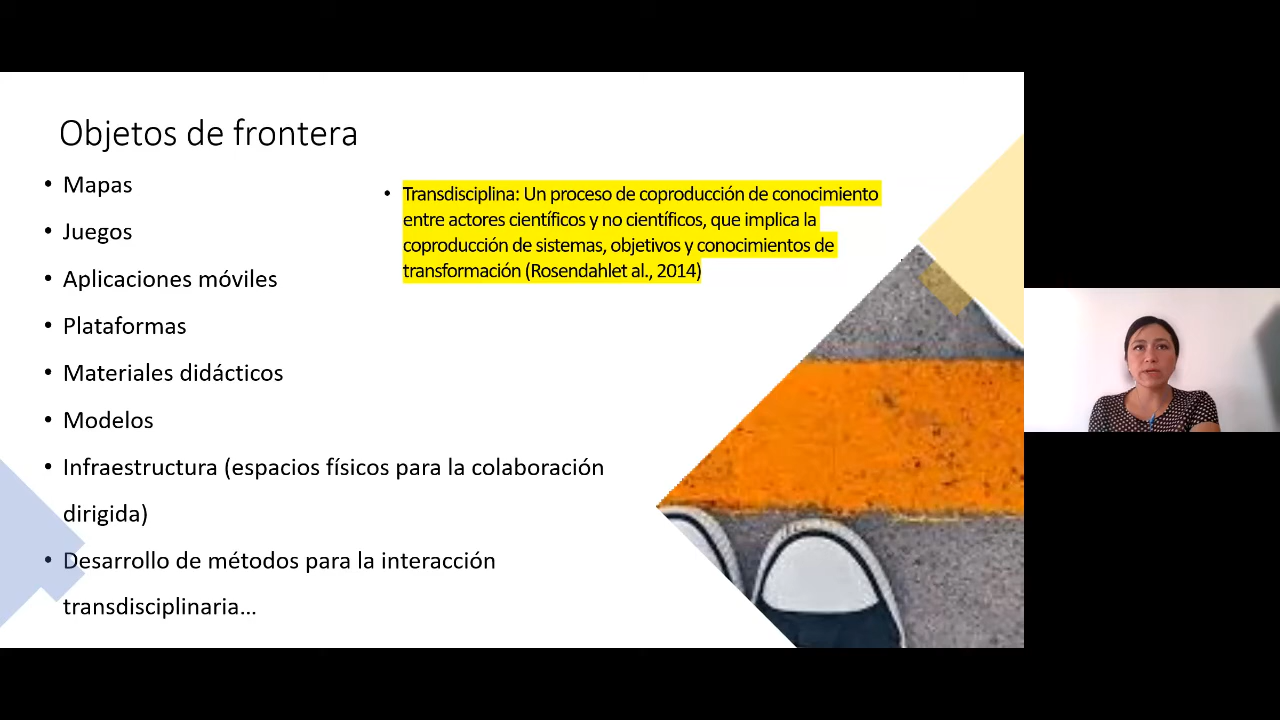 Objetos de frontera
• Mapas
• Juegos
• Aplicaciones móviles
• Plataformas
• Materiales didácticos
• Modelos
• Infraestructura (espacios físicos para la colaboración
dirigida)
• Desarrollo de métodos para la interacción
transdisciplinaria...
• Transdisciplina: Un proceso de coproducción de conocimiento
entre actores científicos y no científicos, que implica la
coproducción de sistemas, objetivos y conocimientos de
transformación (Rosendahlet al., 2014)